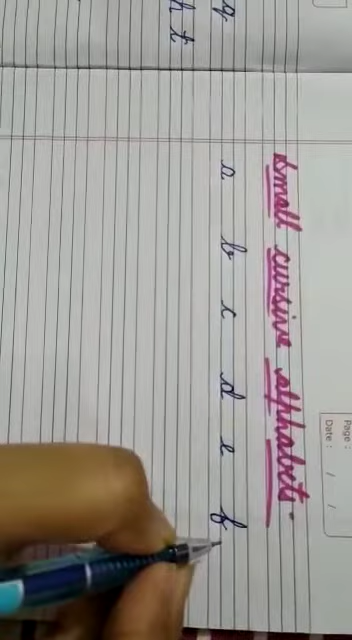 Page :
Date :   /   /
Small cursive alphabets.
a b c d e f
q
h t